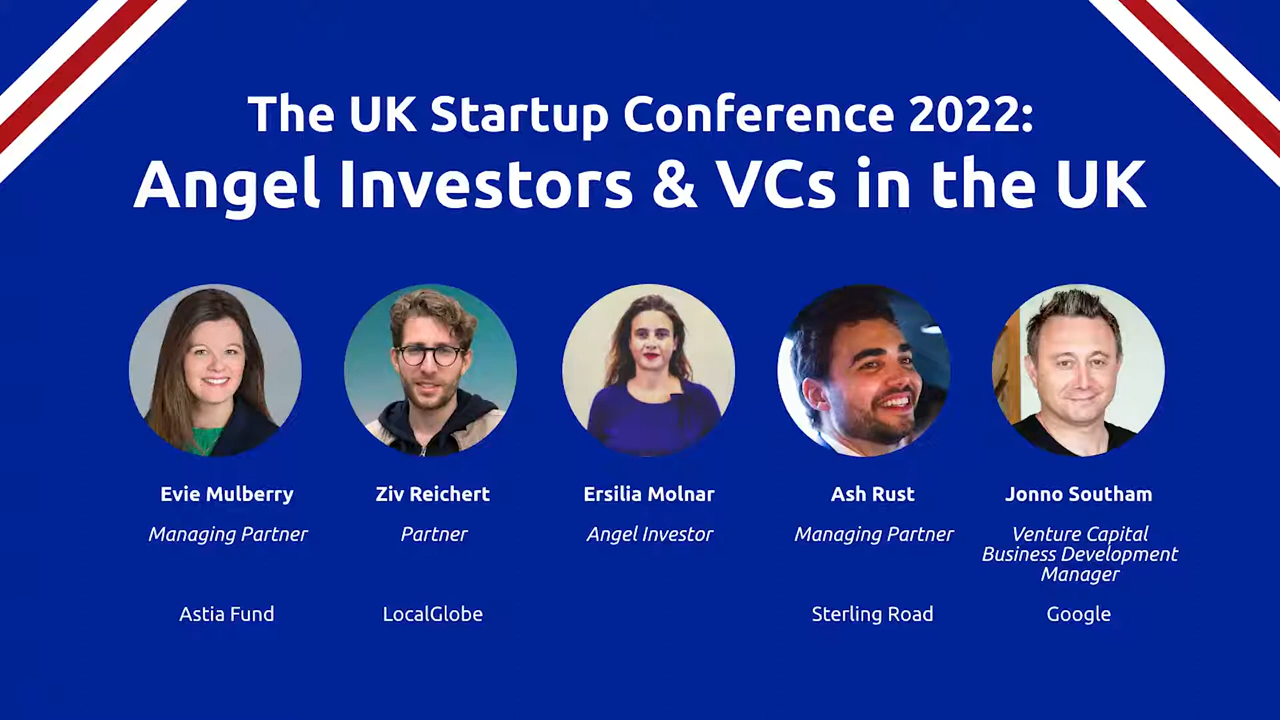 The UK Startup Conference 2022:
Angel Investors & VCs in the UK
Evie Mulberry
Managing Partner
Astia Fund
Ziv Reichert
Partner
LocalGlobe
Ersilia Molnar
Angel Investor
Ash Rust
Managing Partner
Sterling Road
Jonno Southam
Venture Capital
Business Development
Manager
Google